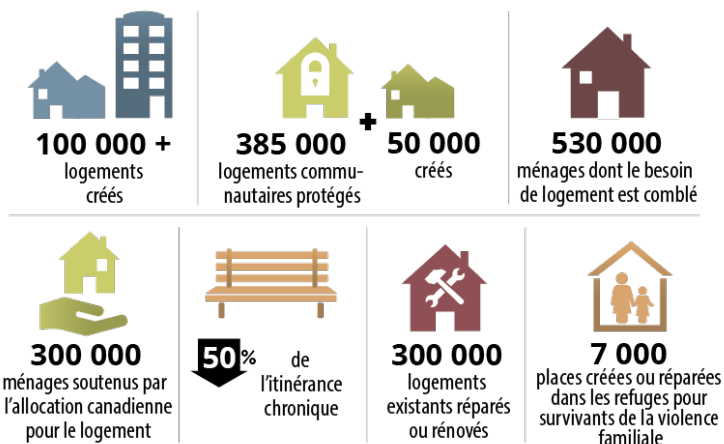 100 000 +
logements
créés
385 000
logements commu-
nautaires protégés
+
50 000
créés
530 000
ménages dont le besoin
de logement est comblé
300 000
ménages soutenus par
l'allocation canadienne
pour le logement
50% de
l'itinérance
chronique
300 000
logements
existants réparés
ou rénovés
7 000
places créées ou réparées
dans les refuges pour
survivants de la violence
familiale